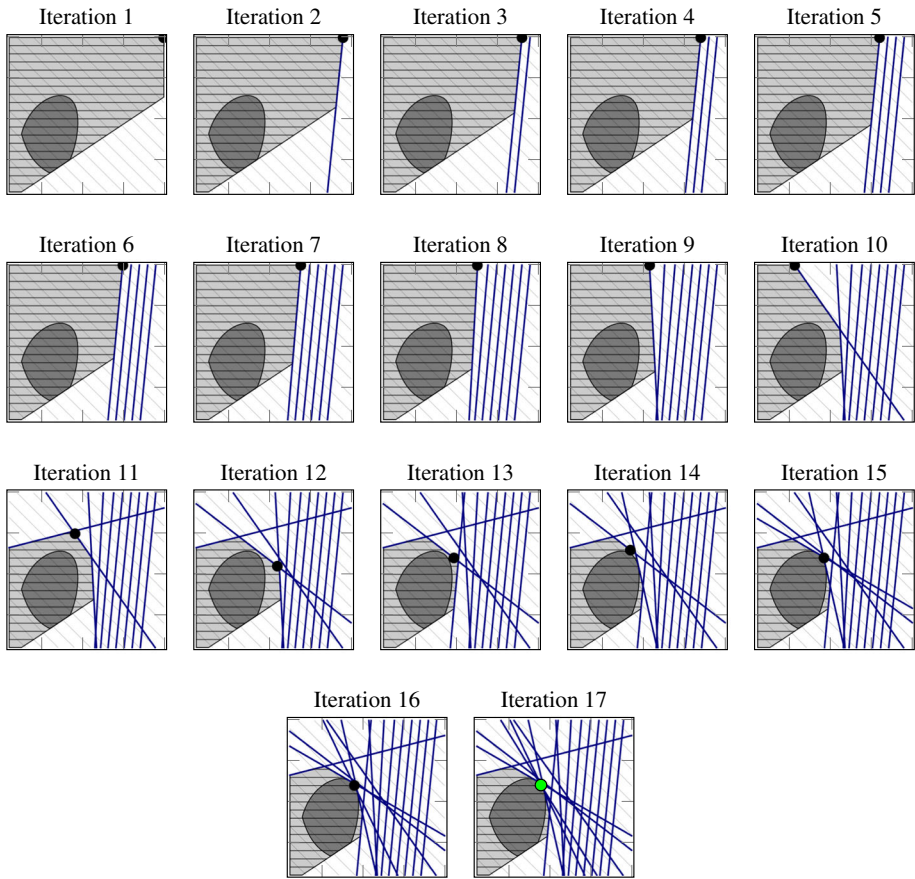 Iteration 1
Iteration 2
Iteration 3
Iteration 4
Iteration 5
Iteration 6
Iteration 7
Iteration 8
Iteration 9
Iteration 10
Iteration 11
Iteration 12
Iteration 13
Iteration 14
Iteration 15
Iteration 16
Iteration 17